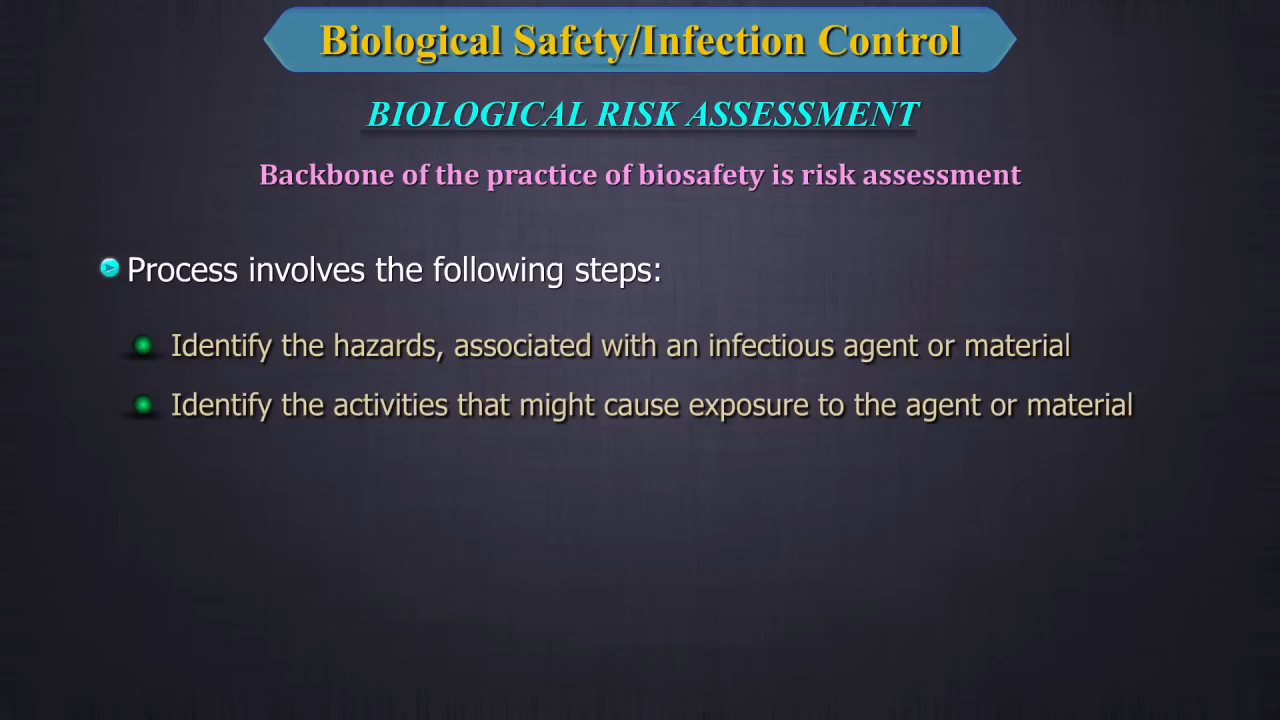 Biological Safety/Infection Control
BIOLOGICAL RISK ASSESSMENT
Backbone of the practice of biosafety is risk assessment
Process involves the following steps:
Identify the hazards, associated with an infectious agent or material
Identify the activities that might cause exposure to the agent or material